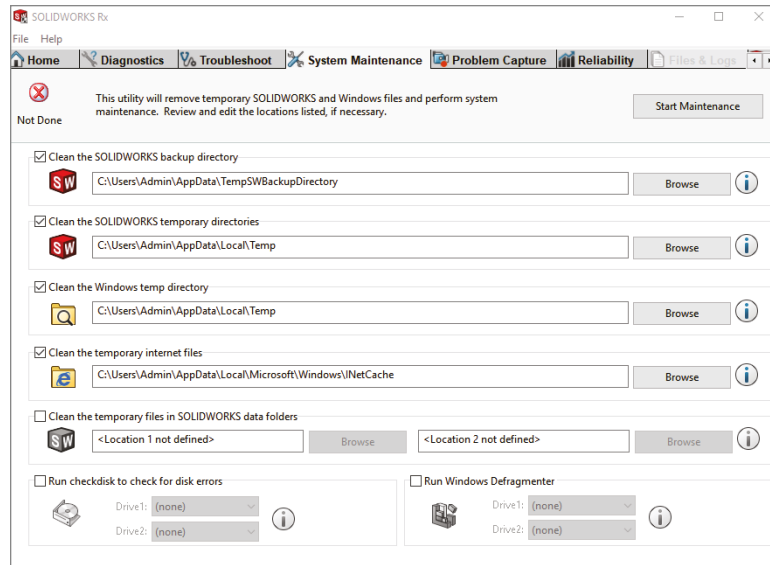 SOLIDWORKS Rx
File Help
Home Diagnostics Troubleshoot System Maintenance Problem Capture Reliability Files & Logs
This utility will remove temporary SOLIDWORKS and Windows files and perform system
maintenance. Review and edit the locations listed, if necessary.
Start Maintenance
Not Done
Clean the SOLIDWORKS backup directory
SW C:\Users\Admin\AppData\TempSWBackupDirectory Browse
Clean the SOLIDWORKS temporary directories
SW C:\Users\Admin\AppData\Local\Temp Browse
Clean the Windows temp directory
C:\Users\Admin\AppData\Local\Temp Browse
Clean the temporary internet files
C:\Users\Admin\AppData\Local\Microsoft\Windows\INetCache Browse
Clean the temporary files in SOLIDWORKS data folders
SW <Location 1 not defined> Browse <Location 2 not defined> Browse
Run checkdisk to check for disk errors Run Windows Defragmenter
Drive1: (none) Drive1: (none)
Drive2: (none) Drive2: (none)